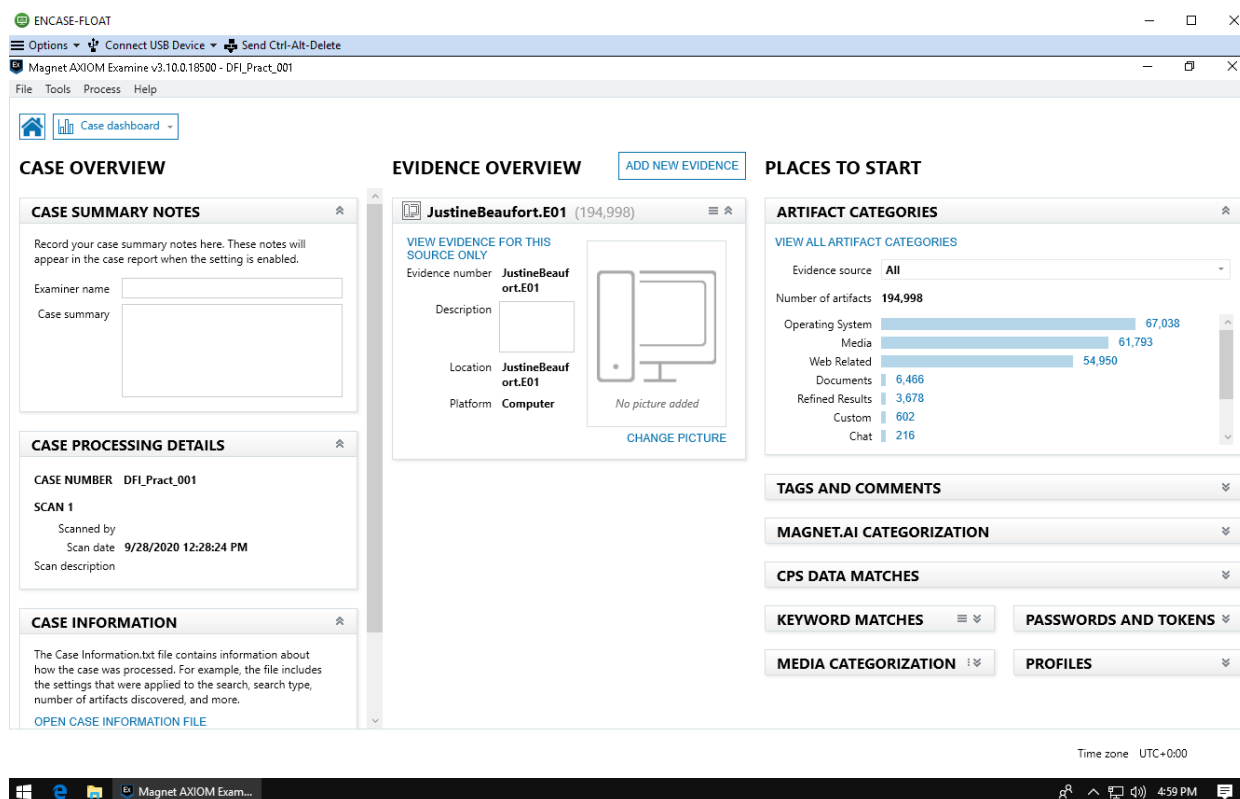 ENCASE-FLOAT
Options Connect USB Device Send Ctrl-Alt-Delete
Magnet AXIOM Examine v3.10.0.18500 - DFI_Pract_001
File Tools Process Help
Case dashboard
CASE OVERVIEW
CASE SUMMARY NOTES
Record your case summary notes here. These notes will
appear in the case report when the setting is enabled.
Examiner name
Case summary
CASE PROCESSING DETAILS
CASE NUMBER DFI_Pract_001
SCAN 1
Scanned by
Scan date 9/28/2020 12:28:24 PM
Scan description
CASE INFORMATION
The Case Information.txt file contains information about
how the case was processed. For example, the file includes
the settings that were applied to the search, search type,
number of artifacts discovered, and more.
OPEN CASE INFORMATION FILE
EVIDENCE OVERVIEW
ADD NEW EVIDENCE
JustineBeaufort.E01 (194,998)
VIEW EVIDENCE FOR THIS
SOURCE ONLY
Evidence number JustineBeauf
ort.E01
Description
Location JustineBeauf
ort.E01
Platform Computer
No picture added
CHANGE PICTURE
PLACES TO START
ARTIFACT CATEGORIES
VIEW ALL ARTIFACT CATEGORIES
Evidence source All
Number of artifacts 194,998
Operating System 67,038
Media 61,793
Web Related 54,950
Documents 6,466
Refined Results 3,678
Custom 602
Chat 216
TAGS AND COMMENTS
MAGNET.AI CATEGORIZATION
CPS DATA MATCHES
KEYWORD MATCHES
PASSWORDS AND TOKENS
MEDIA CATEGORIZATION
PROFILES
Time zone UTC+0:00
Ex Magnet AXIOM Exam...
4:59 PM